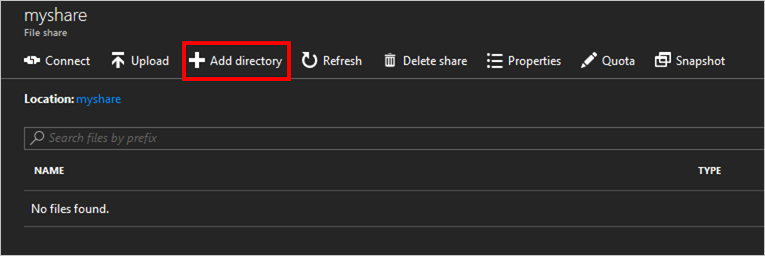 myshare
File share
Connect Upload Add directory Refresh Delete share Properties Quota Snapshot
Location: myshare
Search files by prefix
NAME TYPE
No files found.